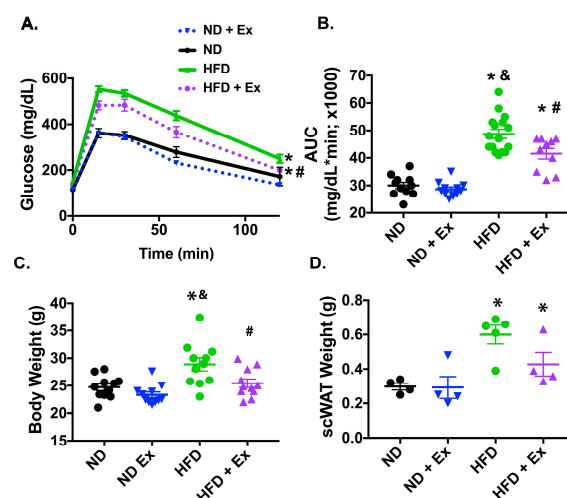 A.
ND + Ex
ND
HFD
HFD + Ex
600
400
200
0
0
50
100
Glucose (mg/dL)
Time (min)
*
*#
B.
70
60
50
40
30
20
AUC
(mg/dL*min; x1000)
* &
* #
ND
ND + Ex
HFD
HFD + Ex
C.
30
25
20
15
40
35
Body Weight (g)
*&
#
ND
ND Ex
HFD
HFD + Ex
D.
0.8
0.6
0.4
0.2
0.0
scWAT Weight (g)
*
*
ND
ND + Ex
HFD
HFD + Ex